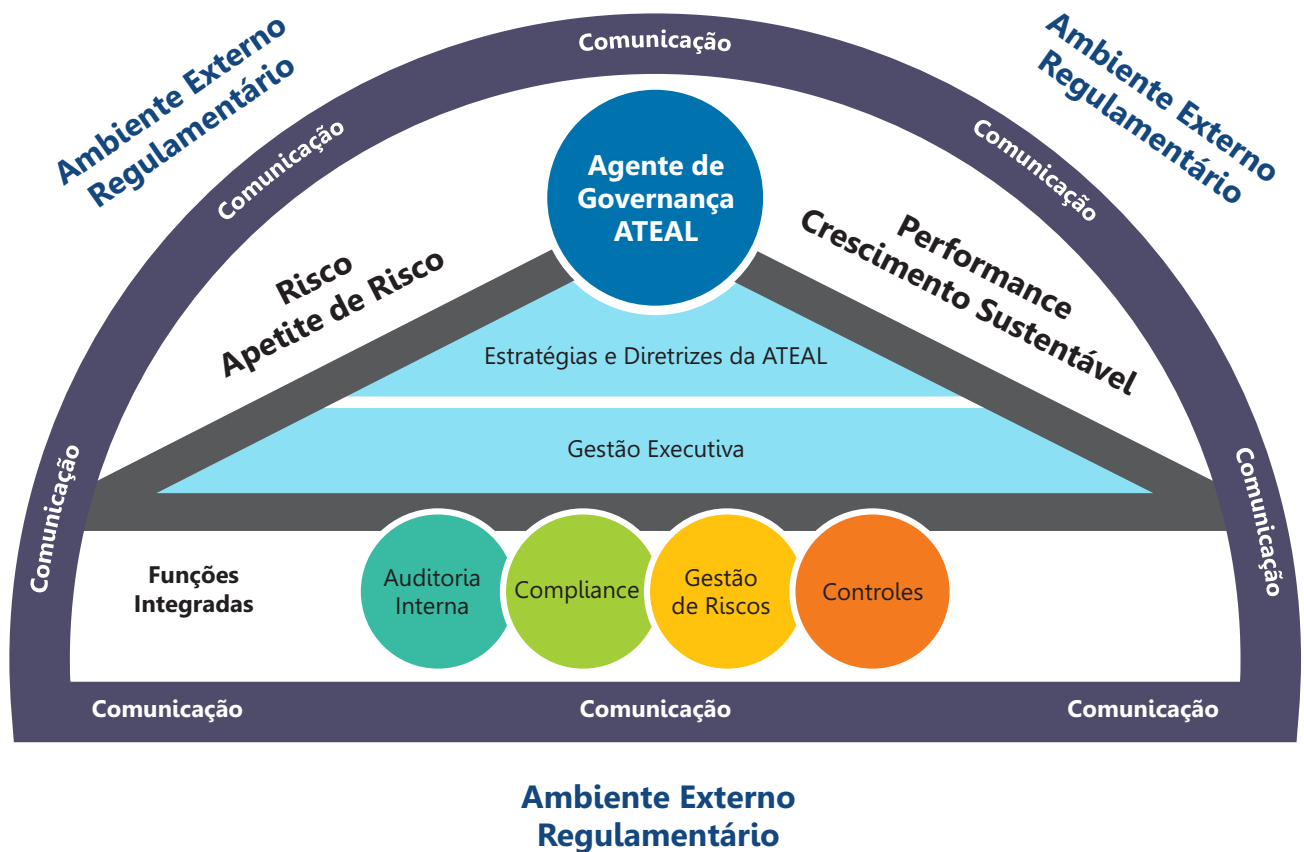 Comunicação
Ambiente Externo
Regulamentário
Ambiente Externo
Regulamentário
Comunicação
Comunicação
Agente de
Governança
ATEAL
Risco
Apetite de Risco
Performance
Crescimento Sustentável
Estratégias e Diretrizes da ATEAL
Gestão Executiva
Comunicação
Comunicação
Funções
Integradas
Auditoria
Interna
Compliance
Gestão
de Riscos
Controles
Comunicação
Comunicação
Comunicação
Ambiente Externo
Regulamentário